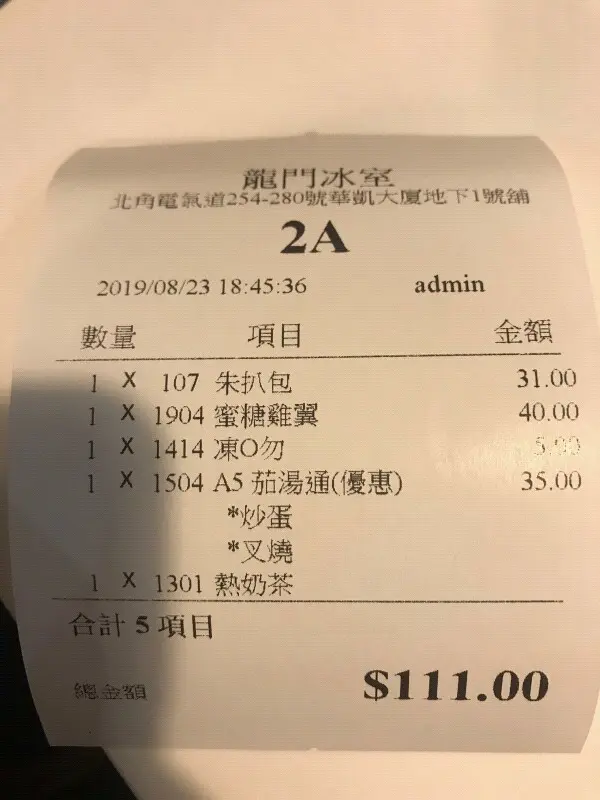 龍門冰室
北角電氣道254-280號華凱大廈地下1號舖
2A
2019/08/23 18:45:36 admin
數量 項目 金額
1 X 107 朱扒包 31.00
1 X 1904 蜜糖雞翼 40.00
1 X 1414 凍O勿 5.00
1 X 1504 A5 茄湯通(優惠) 35.00
*炒蛋
*叉燒
1 X 1301 熱奶茶
合計 5 項目
總金額 $111.00